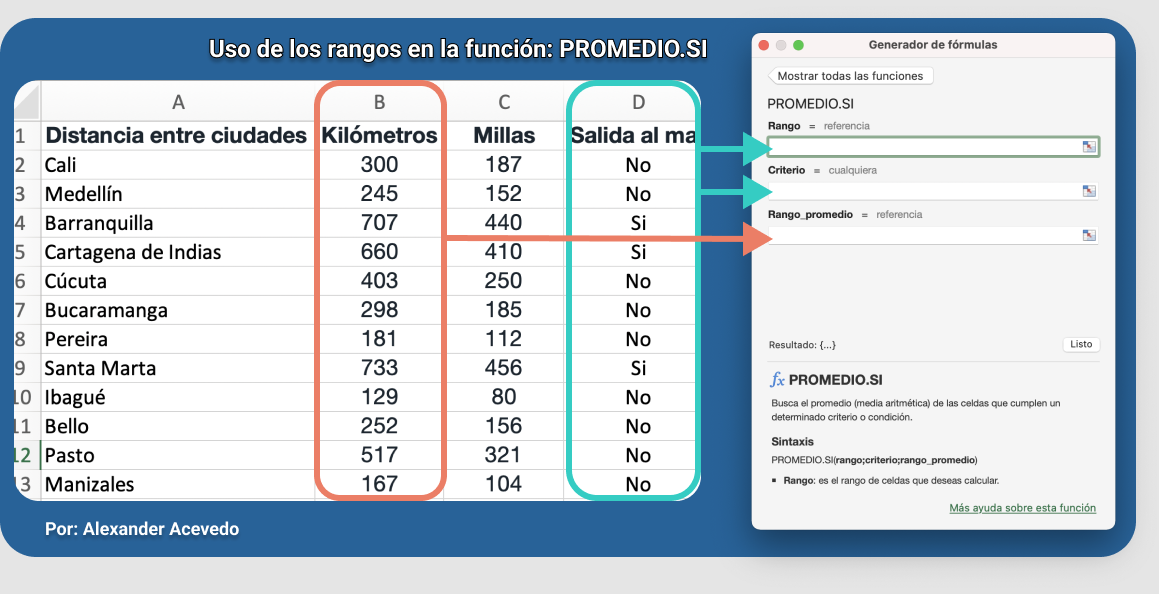 Uso de los rangos en la función: PROMEDIO.SI
A B C D
1 Distancia entre ciudades Kilómetros Millas Salida al ma
2 Cali 300 187 No
3 Medellín 245 152 No
4 Barranquilla 707 440 Si
5 Cartagena de Indias 660 410 Si
6 Cúcuta 403 250 No
7 Bucaramanga 298 185 No
8 Pereira 181 112 No
9 Santa Marta 733 456 Si
10 Ibagué 129 80 No
11 Bello 252 156 No
12 Pasto 517 321 No
13 Manizales 167 104 No
Por: Alexander Acevedo
Generador de fórmulas
Mostrar todas las funciones
PROMEDIO.SI
Rango = referencia
Criterio = cualquiera
Rango_promedio = referencia
Resultado: {...}
Listo
fx PROMEDIO.SI
Busca el promedio (media aritmética) de las celdas que cumplen un
determinado criterio o condición.
Sintaxis
PROMEDIO.SI(rango;criterio;rango_promedio)
▪ Rango: es el rango de celdas que deseas calcular.
Más ayuda sobre esta función